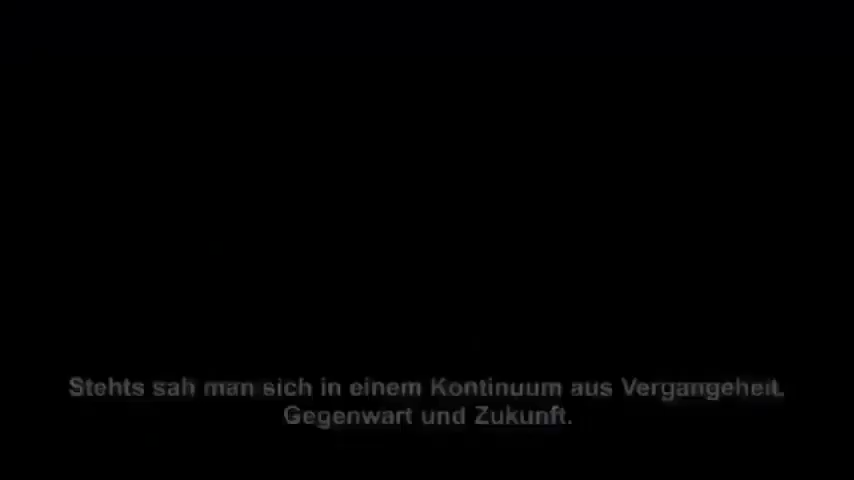 Stehts sah man sich in einem Kontinuum aus Vergangeheit,
Gegenwart und Zukunft.